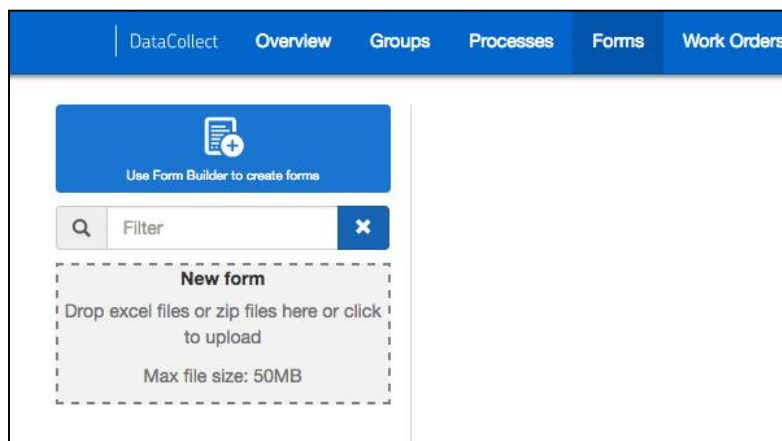 DataCollect Overview Groups Processes Forms Work Orders
Use Form Builder to create forms
Filter
New form
Drop excel files or zip files here or click
to upload
Max file size: 50MB